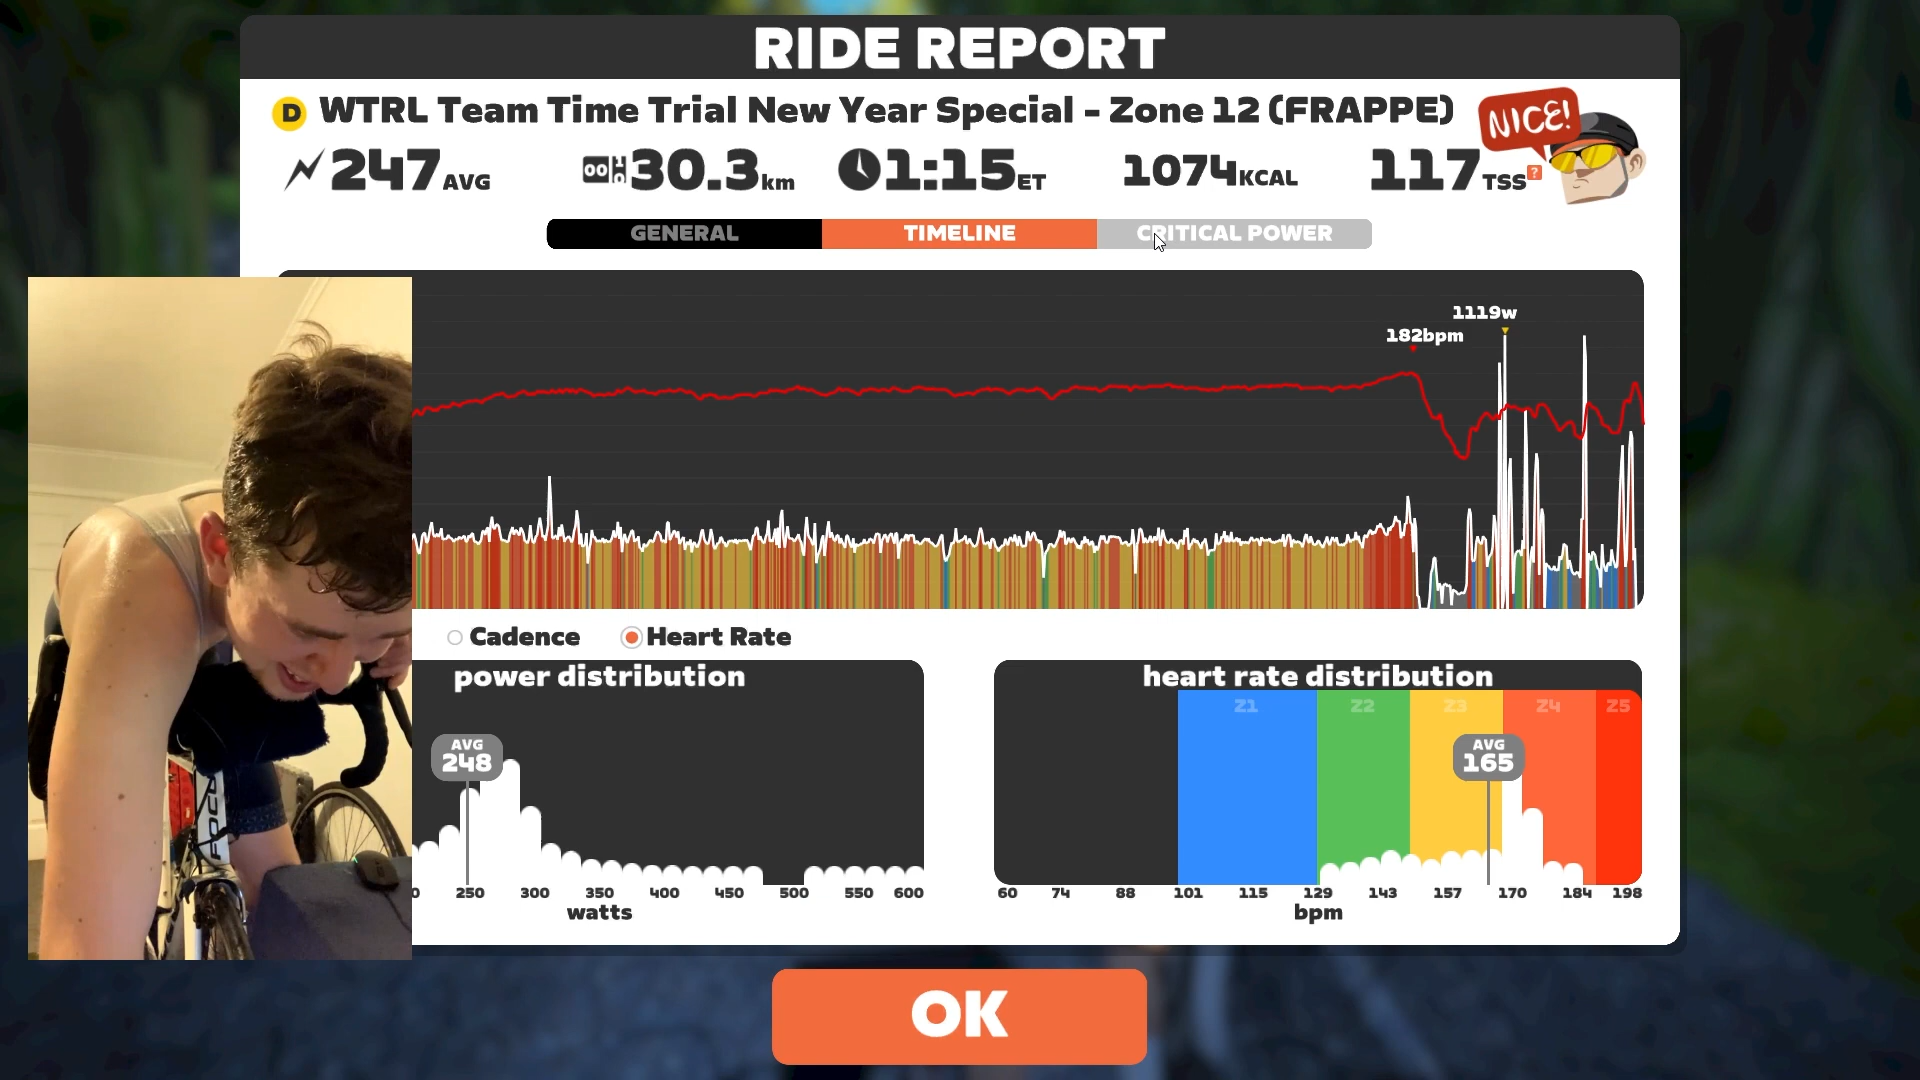 RIDE REPORT
D WTRL Team Time Trial New Year Special - Zone 12 (FRAPPE)
NICE!
247AVG
30.3km
1:15ET
1074KCAL
117TSS
?
GENERAL
TIMELINE
CRITICAL POWER
1119w
182bpm
Cadence
Heart Rate
power distribution
AVG
248
0 250 300 350 400 450 500 550 600
watts
heart rate distribution
Z1 Z2 Z3 Z4 Z5
AVG
165
60 74 88 101 115 129 143 157 170 184 198
bpm
FOCU
OK